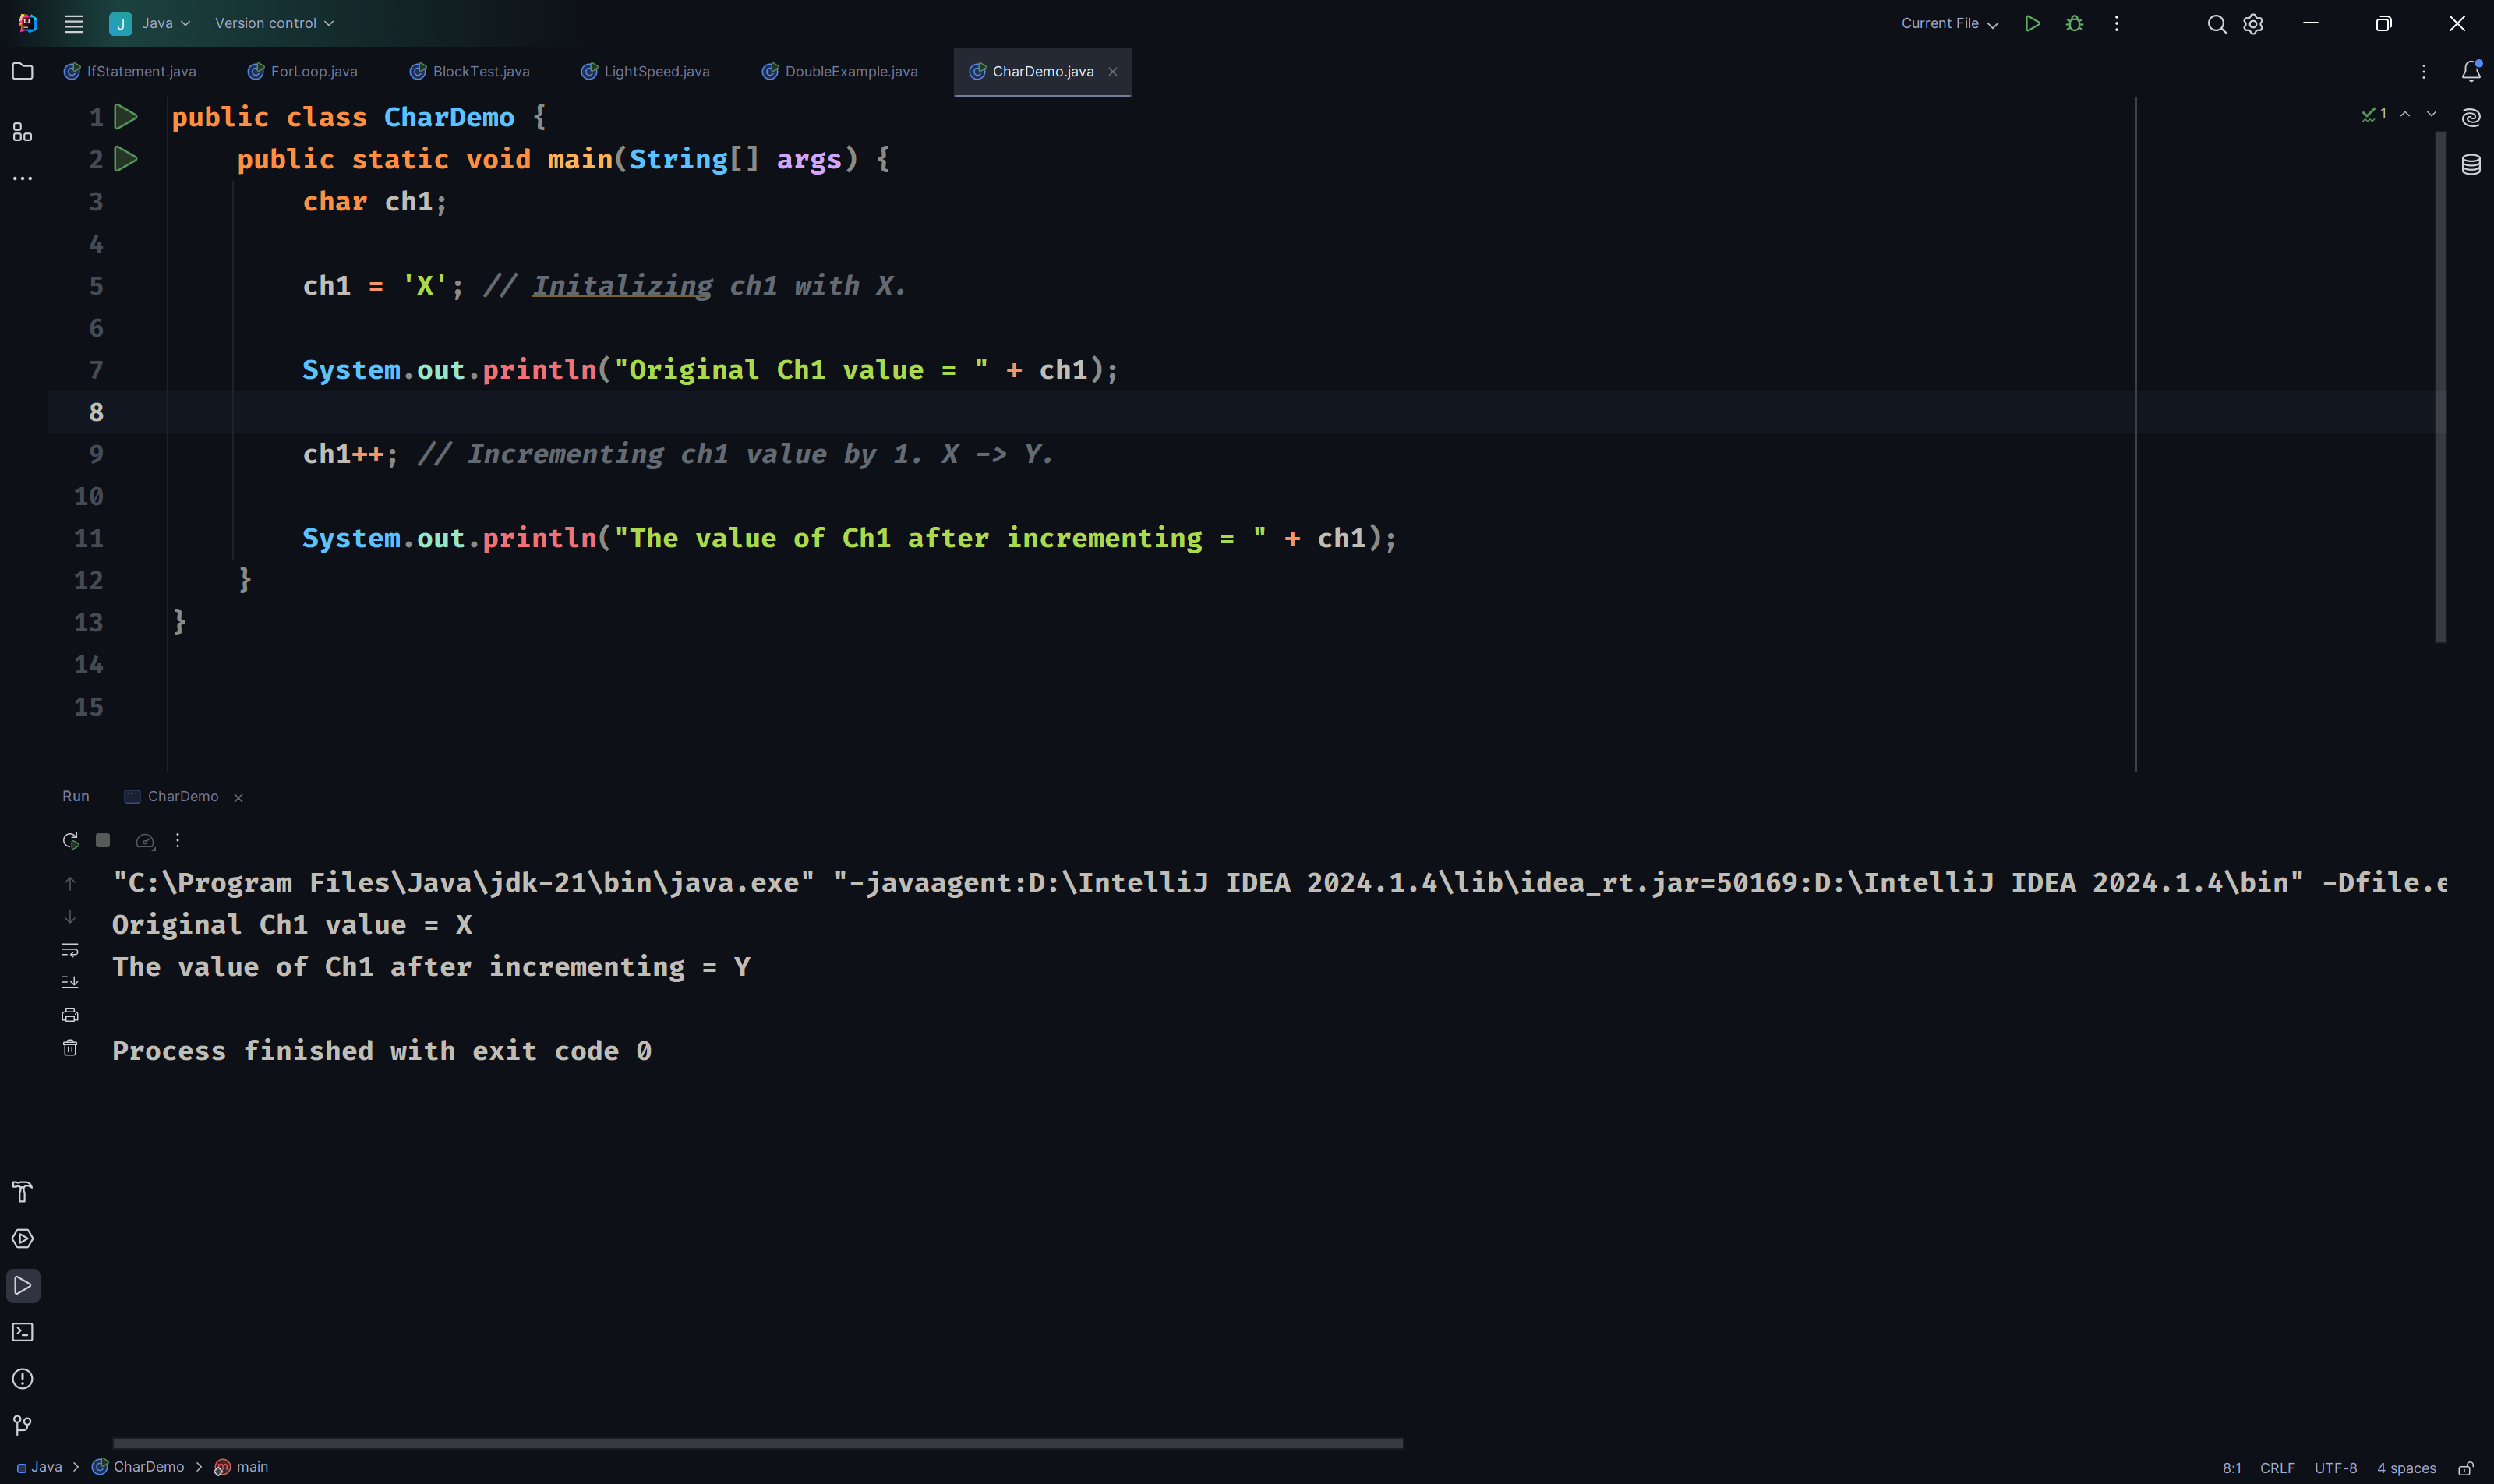 J Java Version control Current File
IfStatement.java ForLoop.java BlockTest.java LightSpeed.java DoubleExample.java CharDemo.java
1 public class CharDemo {
2 public static void main(String[] args) {
3 char ch1;
4
5 ch1 = 'X'; // Initalizing ch1 with X.
6
7 System.out.println("Original Ch1 value = " + ch1);
8
9 ch1++; // Incrementing ch1 value by 1. X -> Y.
10
11 System.out.println("The value of Ch1 after incrementing = " + ch1);
12 }
13 }
14
15
1
Run CharDemo
"C:\Program Files\Java\jdk-21\bin\java.exe" "-javaagent:D:\IntelliJ IDEA 2024.1.4\lib\idea_rt.jar=50169:D:\IntelliJ IDEA 2024.1.4\bin" -Dfile.e
Original Ch1 value = X
The value of Ch1 after incrementing = Y
Process finished with exit code 0
Java > CharDemo > main 8:1 CRLF UTF-8 4 spaces